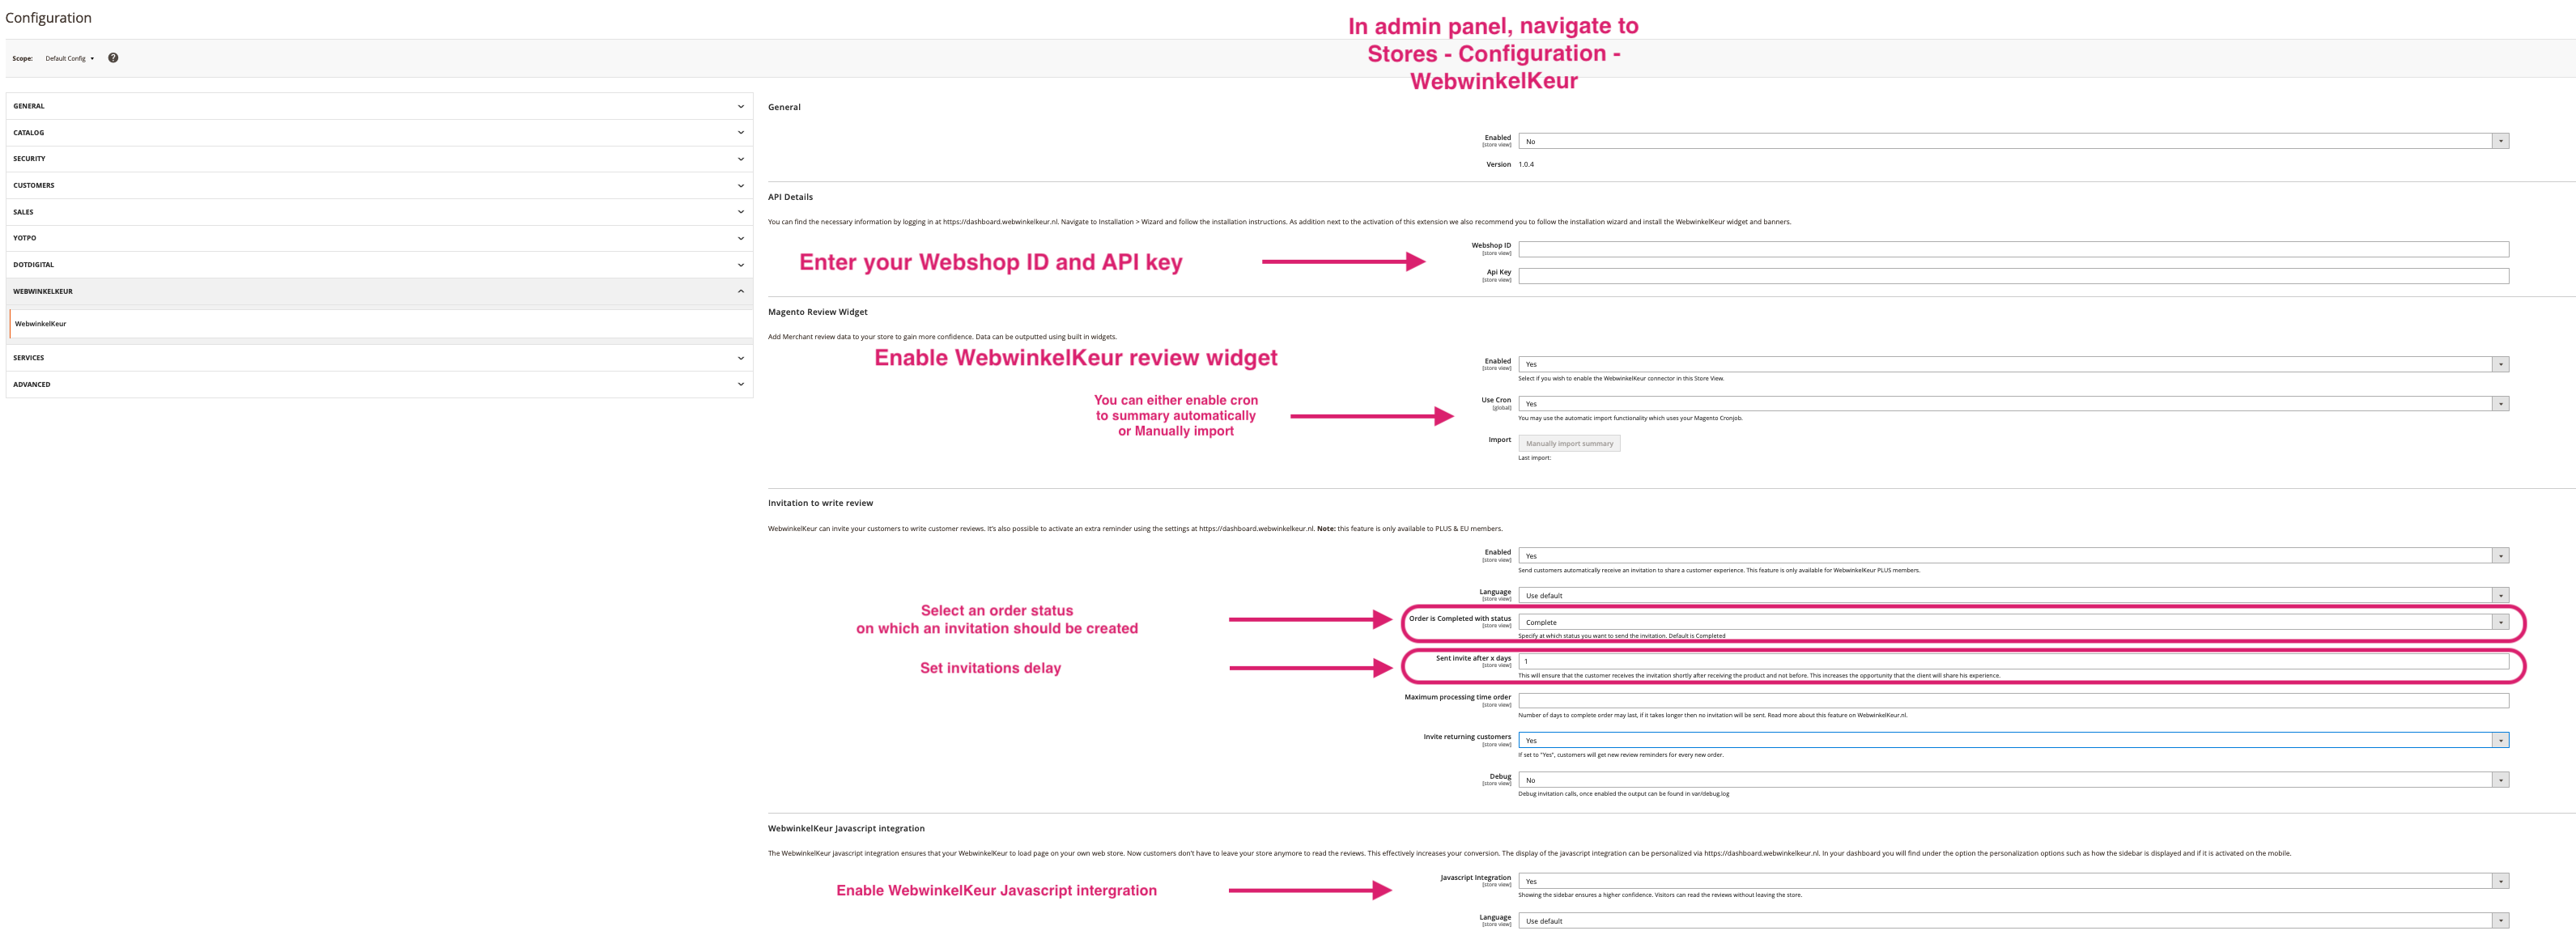 Configuration
In admin panel, navigate to
Stores - Configuration -
WebwinkelKeur
Scope: Default Config
GENERAL
CATALOG
SECURITY
CUSTOMERS
SALES
YOTPO
DOTDIGITAL
WEBWINKELKEUR
WebwinkelKeur
SERVICES
ADVANCED
General
Enabled
[store view]
No
Version 1.0.4
API Details
You can find the necessary information by logging in at https://dashboard.webwinkelkeur.nl. Navigate to Installation > Wizard and follow the installation instructions. As addition next to the activation of this extension we also recommend you to follow the installation wizard and install the WebwinkelKeur widget and banners.
Enter your Webshop ID and API key
Webshop ID
[store view]
Api Key
[store view]
Magento Review Widget
Add Merchant review data to your store to gain more confidence. Data can be outputted using built in widgets.
Enable WebwinkelKeur review widget
Enabled
[store view]
Yes
Select if you wish to enable the WebwinkelKeur connector in this Store View.
You can either enable cron
to summary automatically
or Manually import
Use Cron
[global]
Yes
You may use the automatic import functionality which uses your Magento Cronjob.
Import
Manually import summary
Last import:
Invitation to write review
WebwinkelKeur can invite your customers to write customer reviews. It's also possible to activate an extra reminder using the settings at https://dashboard.webwinkelkeur.nl. Note: this feature is only available to PLUS & EU members.
Enabled
[store view]
Yes
Send customers automatically receive an invitation to share a customer experience. This feature is only available for WebwinkelKeur PLUS members.
Language
[store view]
Use default
Select an order status
on which an invitation should be created
Order is Completed with status
[store view]
Complete
Specify at which status you want to send the invitation. Default is Completed
Set invitations delay
Sent invite after x days
[store view]
1
This will ensure that the customer receives the invitation shortly after receiving the product and not before. This increases the opportunity that the client will share his experience.
Maximum processing time order
[store view]
Number of days to complete order may last, if it takes longer then no invitation will be sent. Read more about this feature on WebwinkelKeur.nl.
Invite returning customers
[store view]
Yes
If set to "Yes", customers will get new review reminders for every new order.
Debug
[store view]
No
Debug invitation calls, once enabled the output can be found in var/debug.log
WebwinkelKeur Javascript integration
The WebwinkelKeur javascript integration ensures that your WebwinkelKeur to load page on your own web store. Now customers don't have to leave your store anymore to read the reviews. This effectively increases your conversion. The display of the javascript integration can be personalized via https://dashboard.webwinkelkeur.nl. In your dashboard you will find under the option the personalization options such as how the sidebar is displayed and if it is activated on the mobile.
Enable WebwinkelKeur Javascript intergration
Javascript Integration
[store view]
Yes
Showing the sidebar ensures a higher confidence. Visitors can read the reviews without leaving the store.
Language
[store view]
Use default